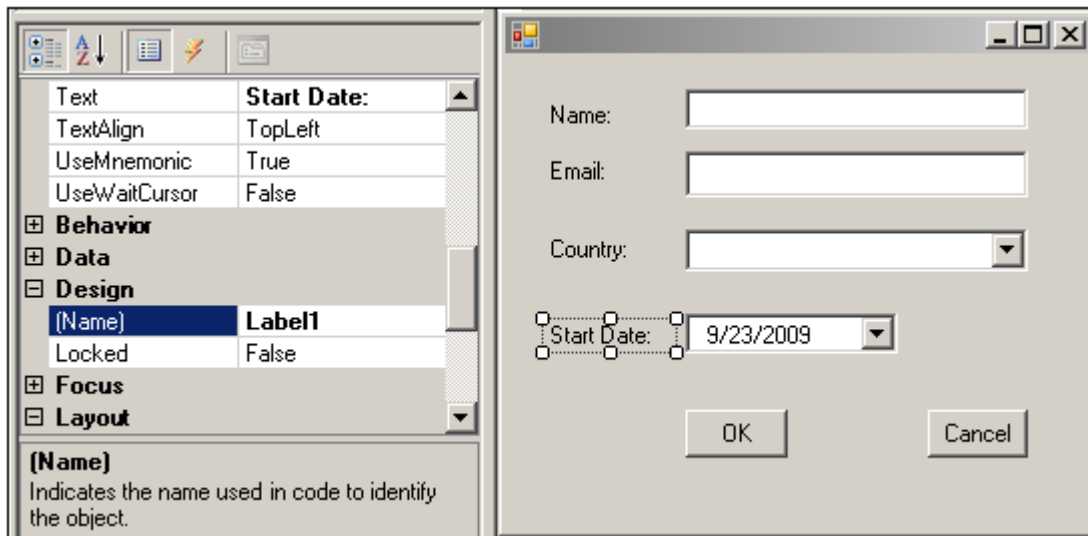 A
Z
Text Start Date:
TextAlign TopLeft
UseMnemonic True
UseWaitCursor False
Behavior
Data
Design
(Name) Label1
Locked False
Focus
Layout
(Name)
Indicates the name used in code to identify
the object.
Name:
Email:
Country:
Start Date: 9/23/2009
OK Cancel